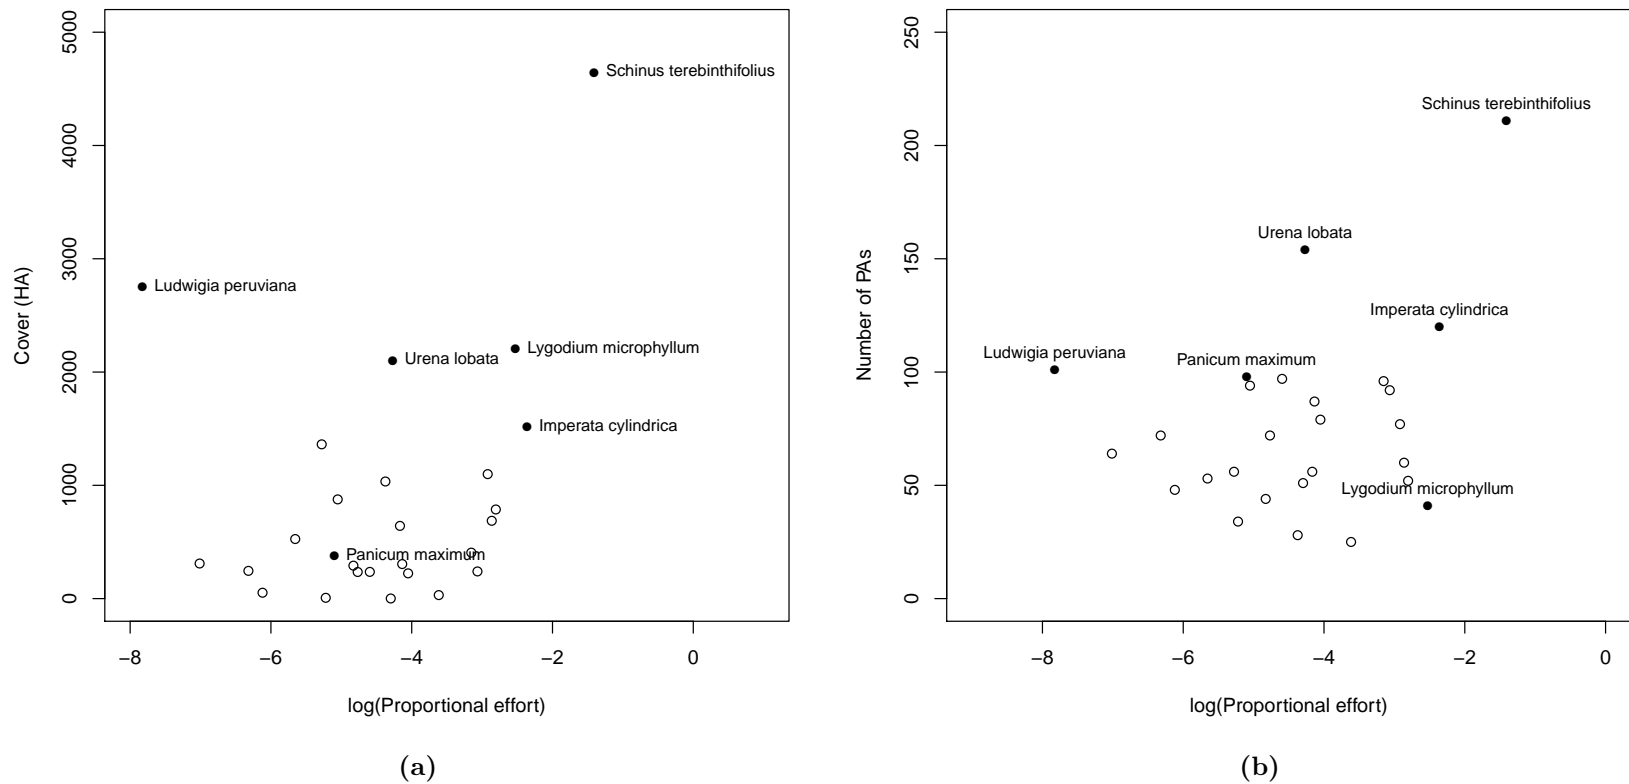 5000
4000
3000
2000
1000
0
Cover (HA)
Schinus terebinthifolius
Ludwigia peruviana
Lygodium microphyllum
Urena lobata
Imperata cylindrica
Panicum maximum
−8 −6 −4 −2 0
log(Proportional effort)
(a)
250
200
150
100
50
0
Number of PAs
Schinus terebinthifolius
Urena lobata
Imperata cylindrica
Ludwigia peruviana
Panicum maximum
Lygodium microphyllum
−8 −6 −4 −2 0
log(Proportional effort)
(b)